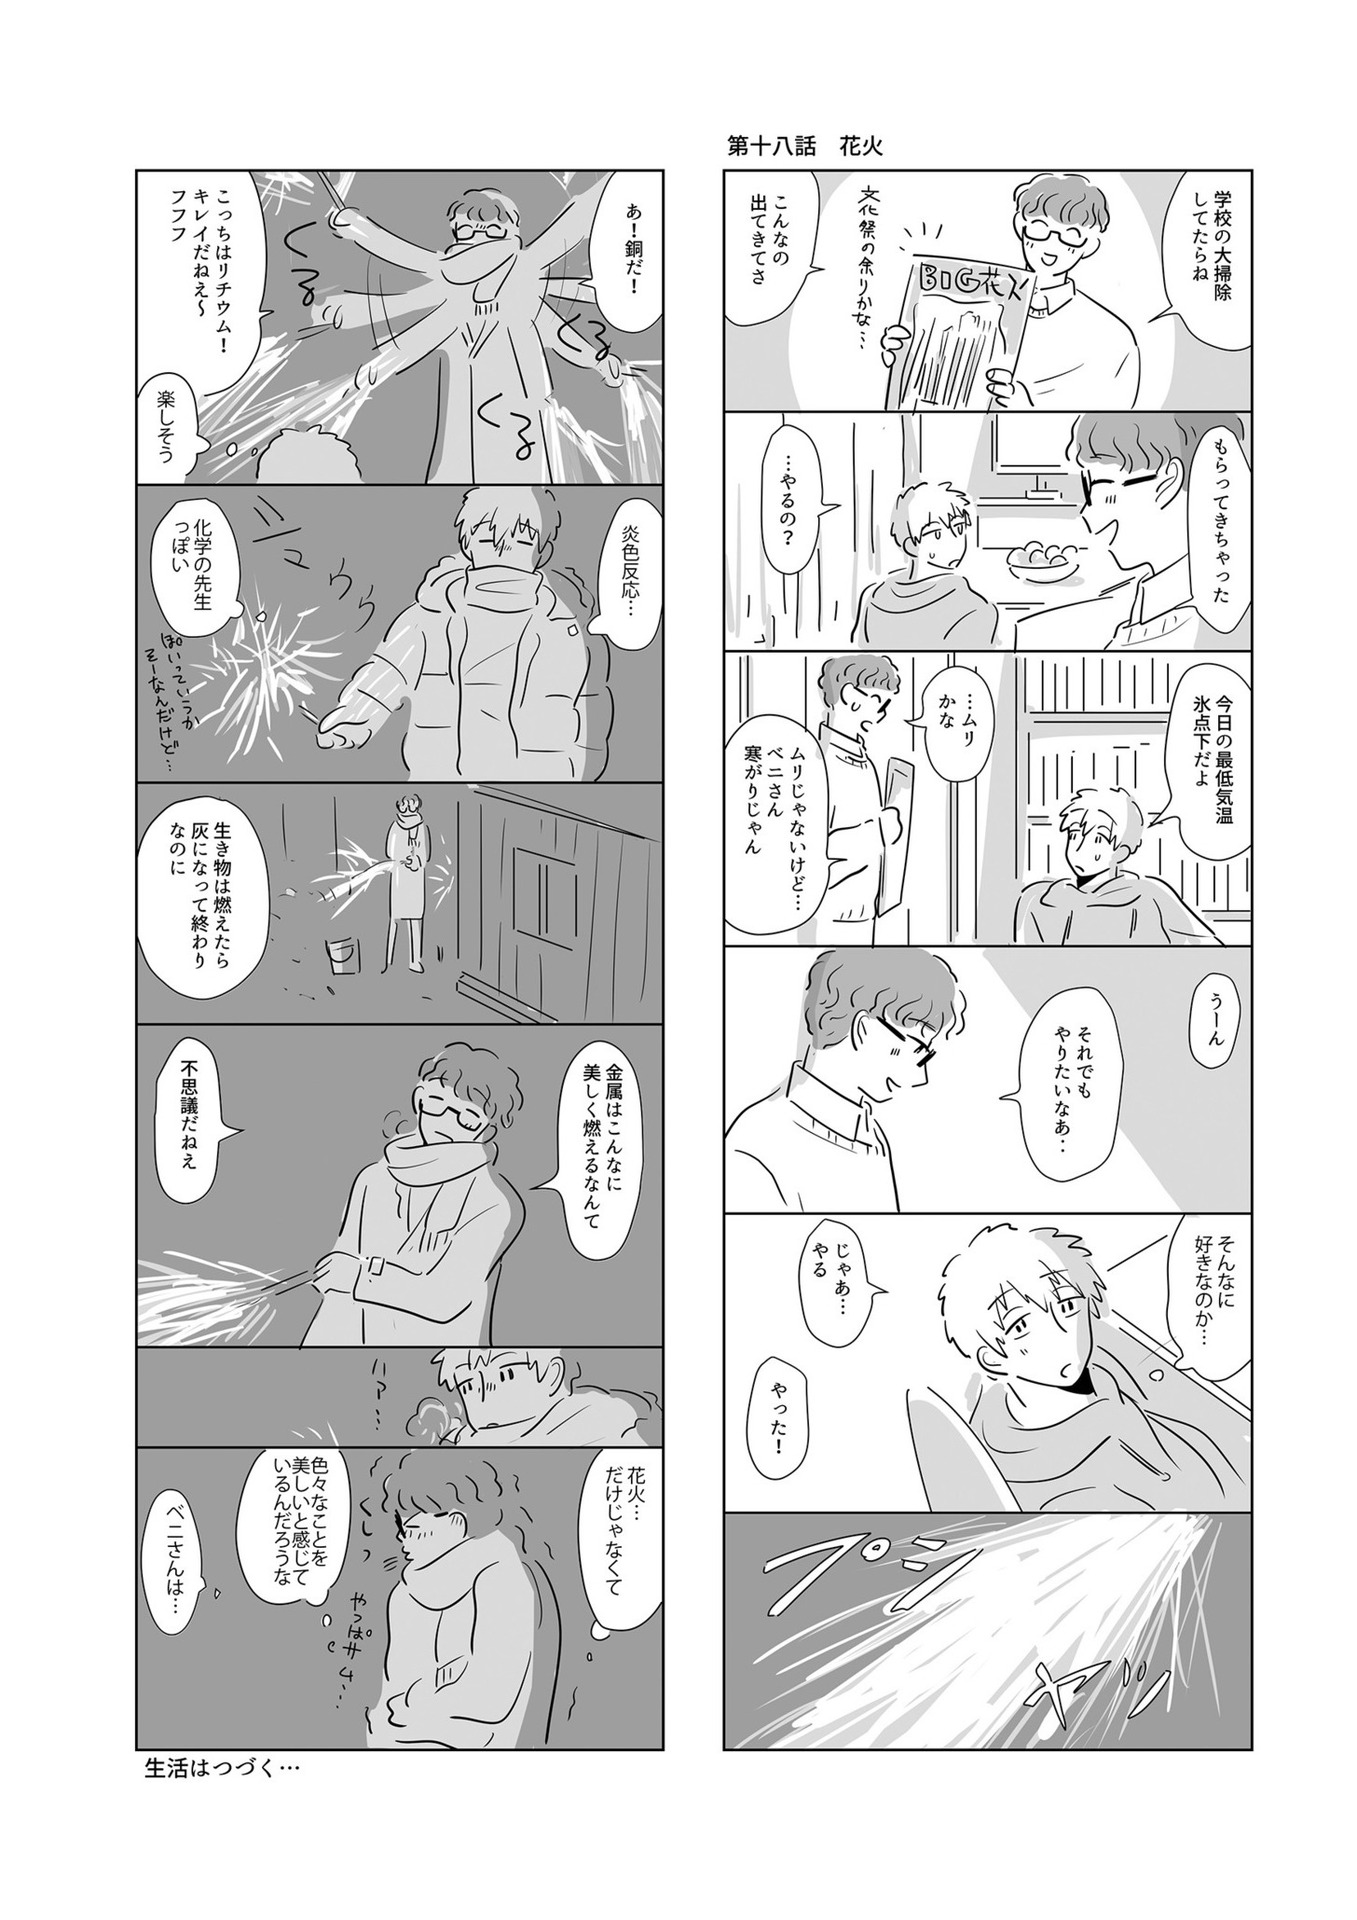 第十八話　花火
学校の大掃除
してたらね
BIG花火
文化祭の余りかな…
こんなの
出てきてさ
もらってきちゃった
…やるの？
今日の最低気温
氷点下だよ
…ムリ
かな
ムリじゃないけど…
ベニさん
寒がりじゃん
うーん
それでも
やりたいなあ…
そんなに
好きなのか…
じゃあ…
やる
やった！
ブシ
ャッ
あ！銅だ！
こっちはリチウム！
キレイだねえ〜
フフフ
くる
くる
くる
くる
楽しそう
炎色反応…
化学の先生
っぽい
ぽいっていうか
そーなんだけど…
生き物は燃えたら
灰になって終わり
なのに
金属はこんなに
美しく燃えるなんて
不思議だねえ
ハァ…
花火…
だけじゃなくて
色々なことを
美しいと感じて
いるんだろうな
くしっ
やっぱサム…
ベニさんは…
生活はつづく…